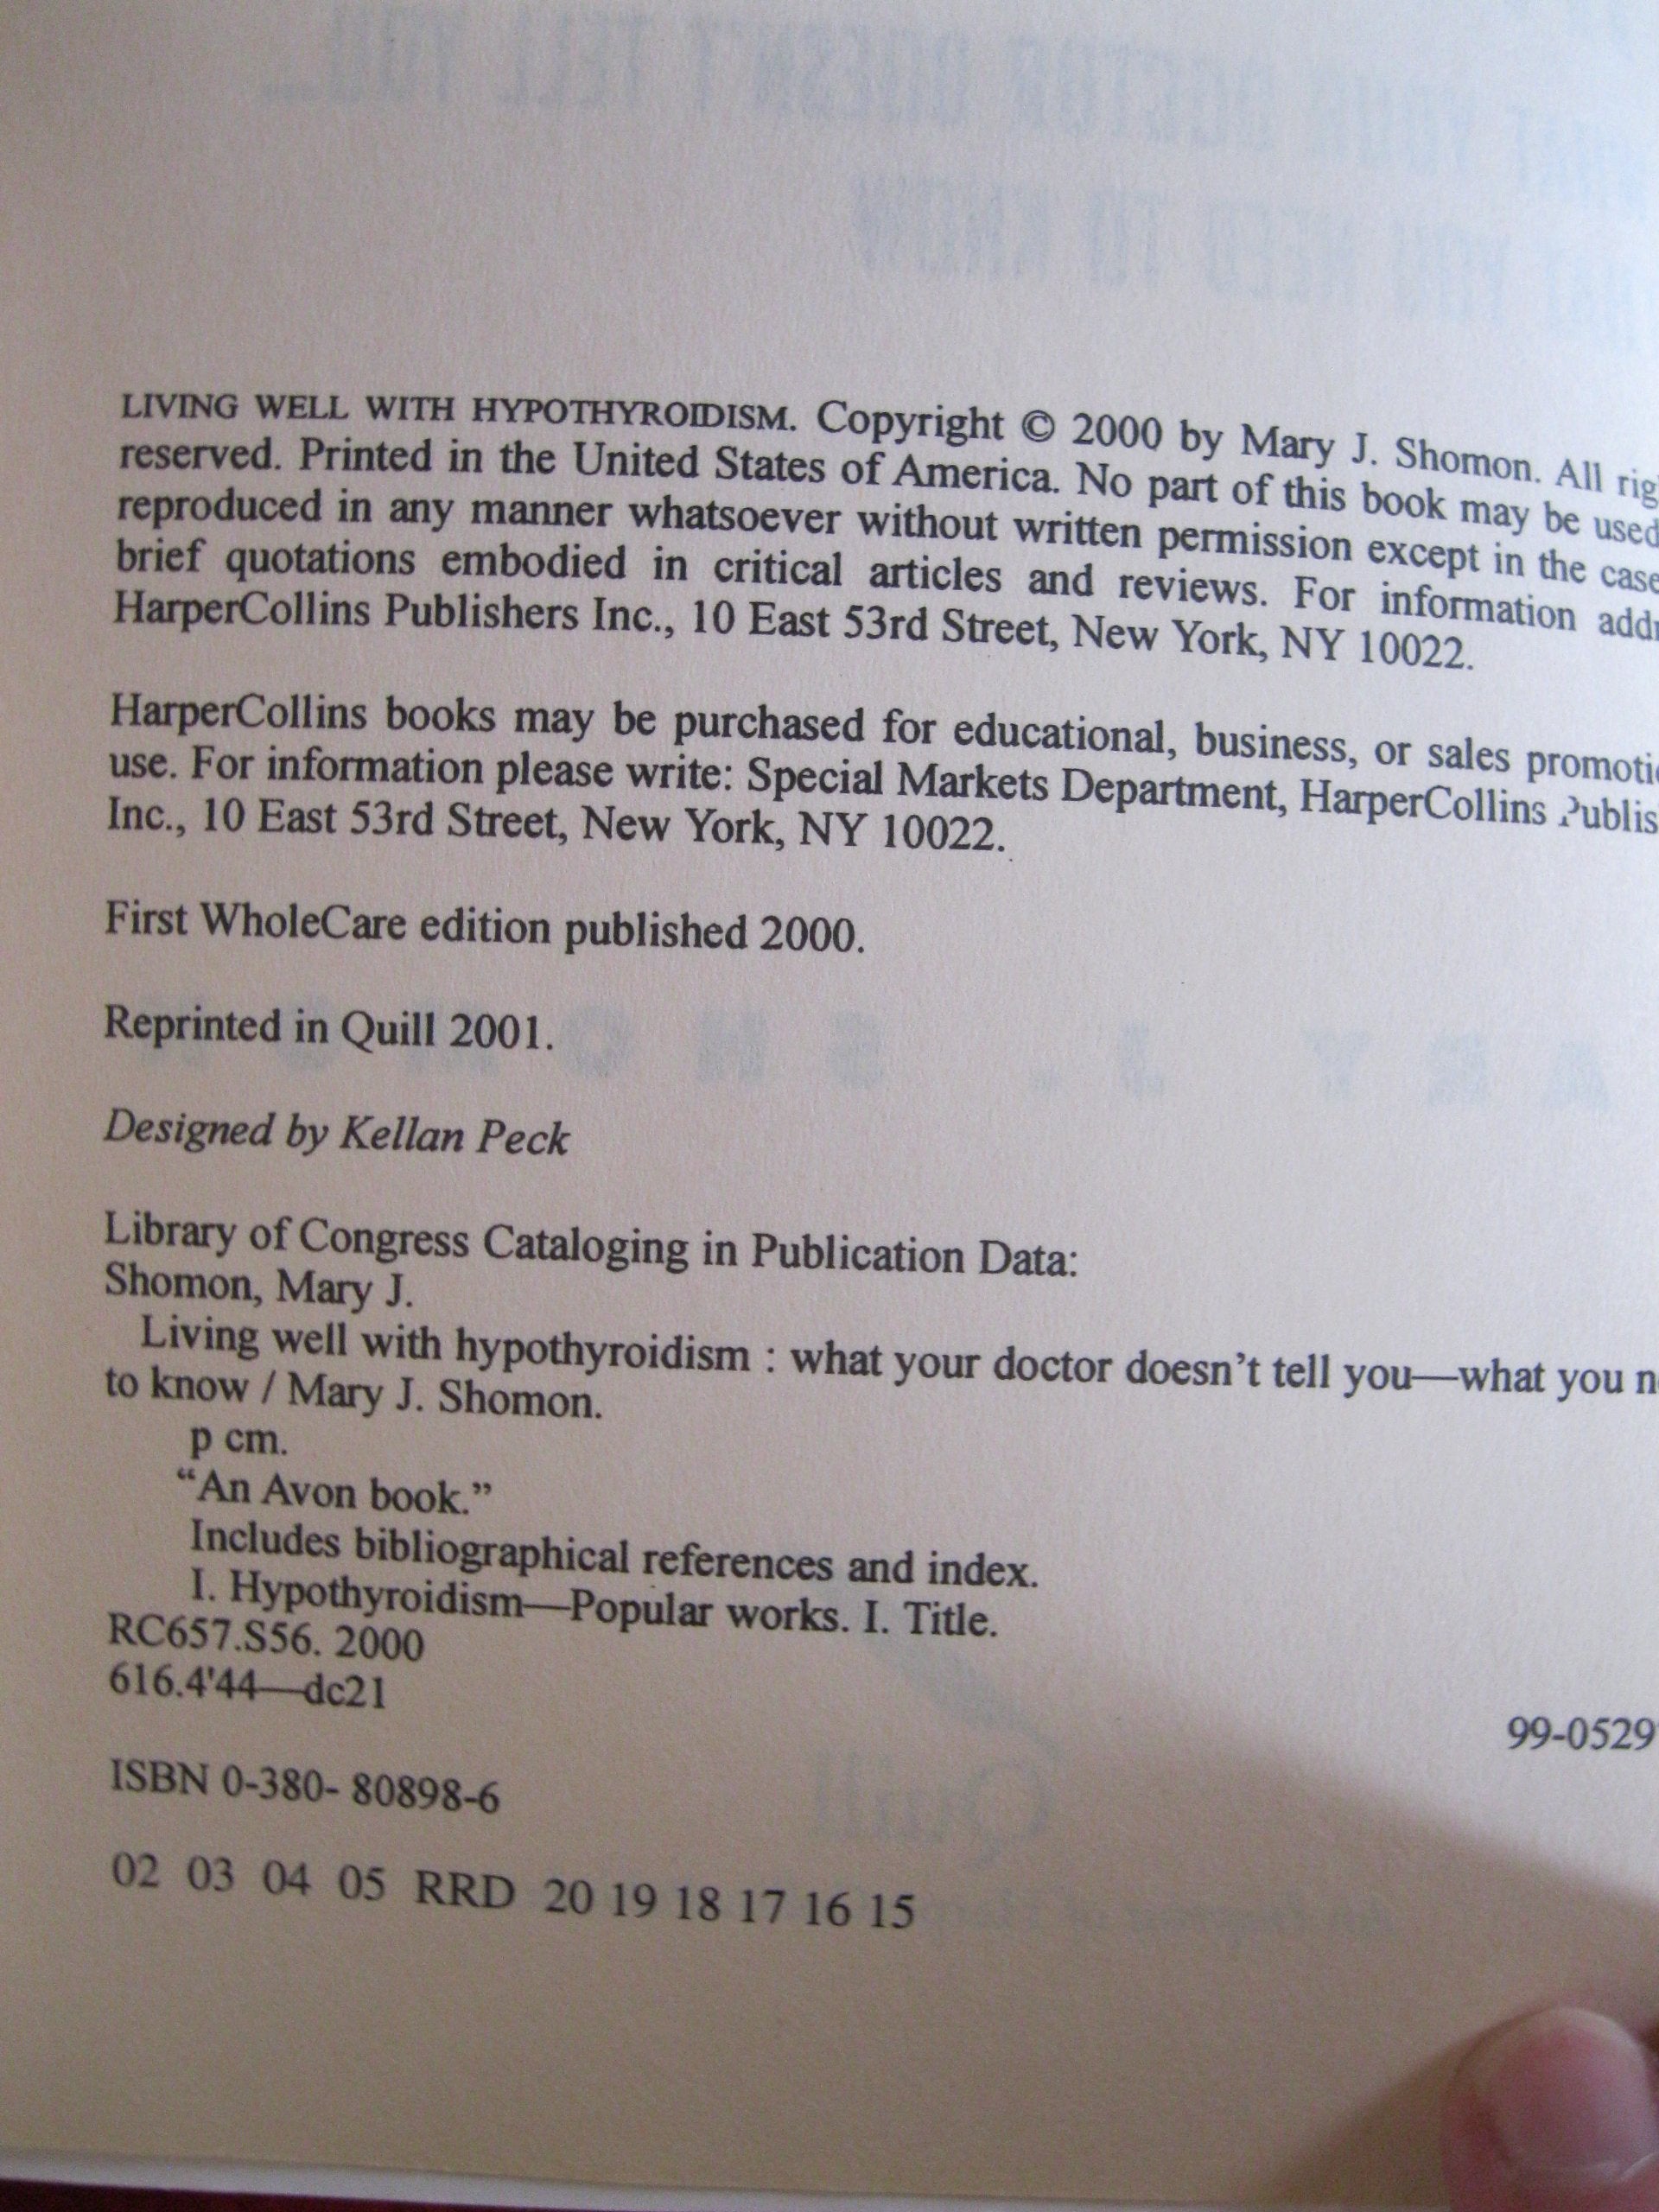 LIVING WELL WITH HYPOTHYROIDISM. Copyright © 2000 by Mary J. Shomon. All rig
reserved. Printed in the United States of America. No part of this book may be used
reproduced in any manner whatsoever without written permission except in the case
brief quotations embodied in critical articles and reviews. For information addr
HarperCollins Publishers Inc., 10 East 53rd Street, New York, NY 10022.
HarperCollins books may be purchased for educational, business, or sales promotio
use. For information please write: Special Markets Department, HarperCollins Publis
Inc., 10 East 53rd Street, New York, NY 10022.
First WholeCare edition published 2000.
Reprinted in Quill 2001.
Designed by Kellan Peck
Library of Congress Cataloging in Publication Data:
Shomon, Mary J.
Living well with hypothyroidism : what your doctor doesn't tell you—what you n
to know / Mary J. Shomon.
p cm.
"An Avon book."
Includes bibliographical references and index.
I. Hypothyroidism—Popular works. I. Title.
RC657.S56. 2000
616.4'44—dc21
99-0529
ISBN 0-380- 80898-6
02 03 04 05 RRD 20 19 18 17 16 15